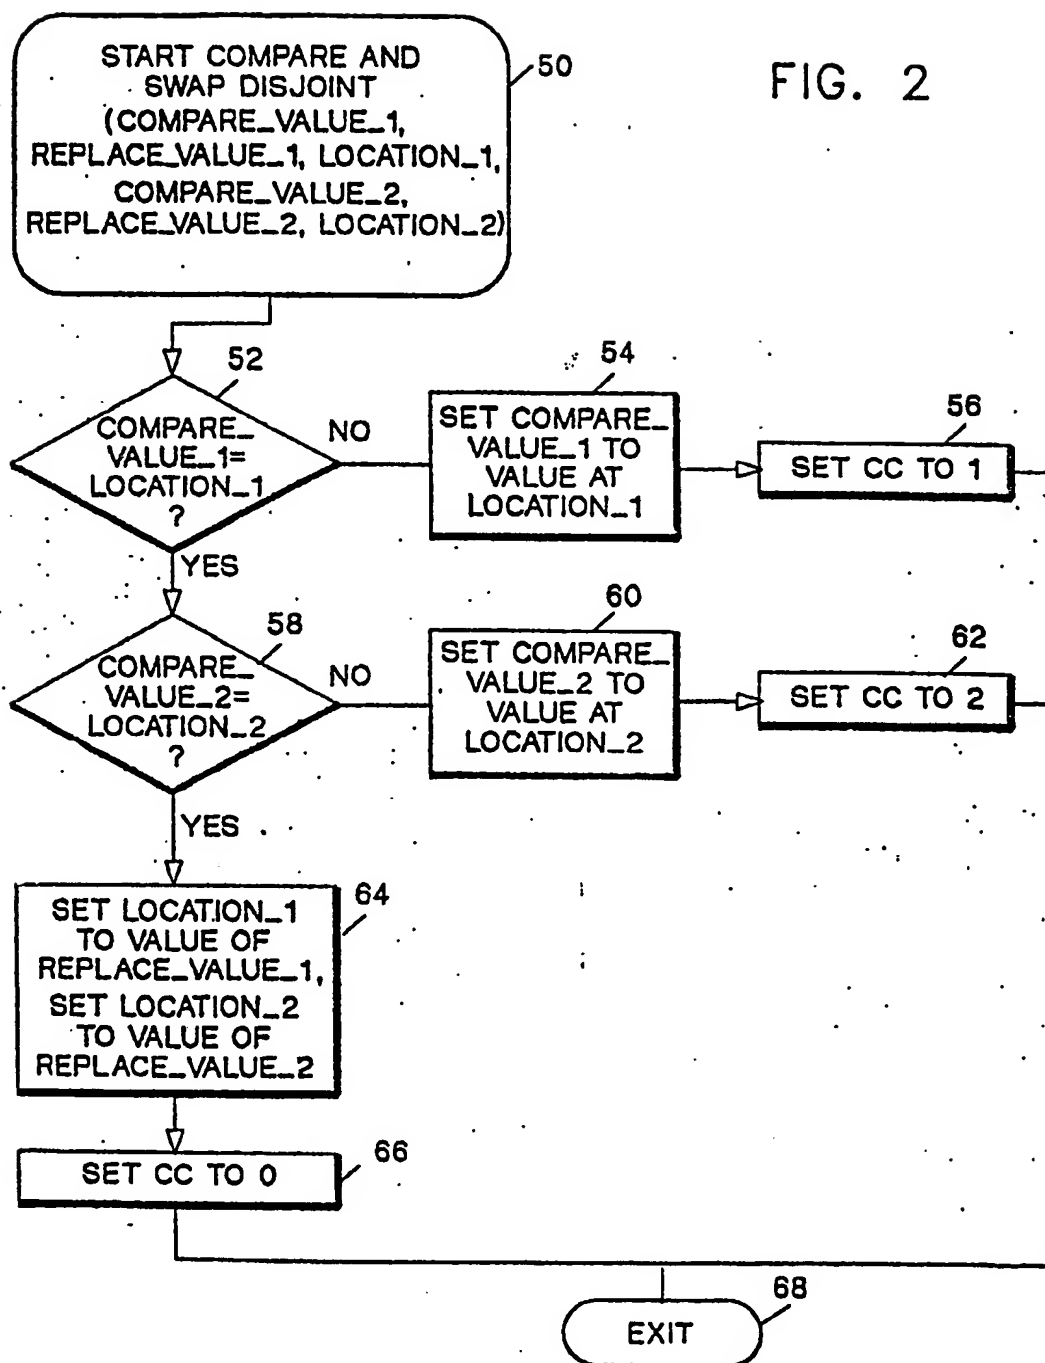 START COMPARE AND
SWAP DISJOINT
(COMPARE_VALUE_1,
REPLACE_VALUE_1, LOCATION_1,
COMPARE_VALUE_2,
REPLACE_VALUE_2, LOCATION_2)
50
FIG. 2
52
COMPARE_
VALUE_1=
LOCATION_1
?
NO
54
SET COMPARE_
VALUE_1 TO
VALUE AT
LOCATION_1
56
SET CC TO 1
YES
58
COMPARE_
VALUE_2=
LOCATION_2
?
NO
60
SET COMPARE_
VALUE_2 TO
VALUE AT
LOCATION_2
62
SET CC TO 2
YES
64
SET LOCATION_1
TO VALUE OF
REPLACE_VALUE_1,
SET LOCATION_2
TO VALUE OF
REPLACE_VALUE_2
66
SET CC TO 0
68
EXIT